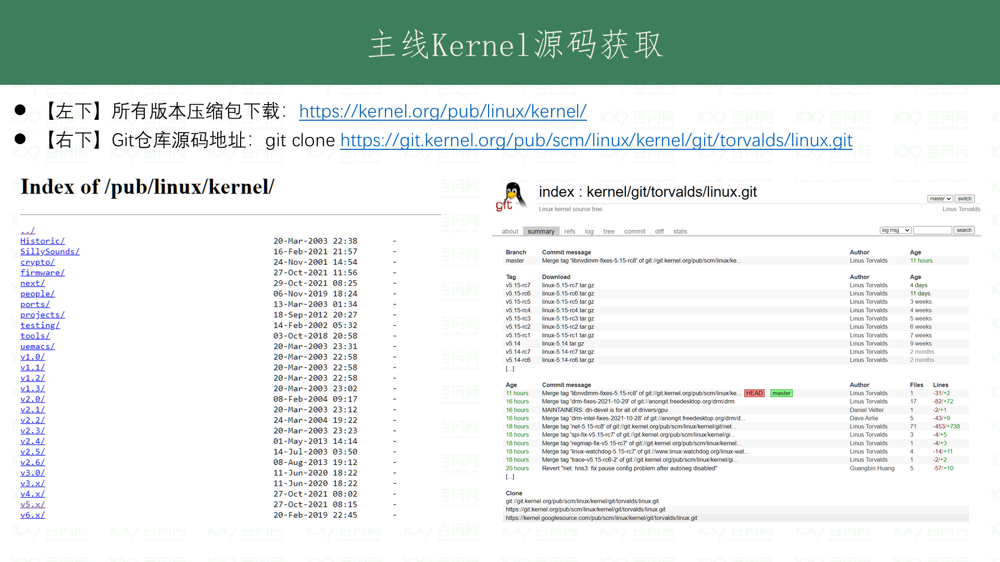 主线Kernel源码获取
● 【左下】所有版本压缩包下载：https://kernel.org/pub/linux/kernel/
● 【右下】Git仓库源码地址：git clone https://git.kernel.org/pub/scm/linux/kernel/git/torvalds/linux.git
Index of /pub/linux/kernel/
../
Historic/ 20-Mar-2003 22:38 -
SillySounds/ 16-Feb-2021 21:57 -
crypto/ 24-Nov-2001 14:54 -
firmware/ 27-Oct-2021 11:56 -
next/ 29-Oct-2021 08:25 -
people/ 06-Nov-2019 18:24 -
ports/ 13-Mar-2003 01:34 -
projects/ 18-Sep-2012 20:27 -
testing/ 14-Feb-2002 05:32 -
tools/ 03-Oct-2018 20:58 -
uemacs/ 20-Mar-2003 23:31 -
v1.0/ 20-Mar-2003 22:58 -
v1.1/ 20-Mar-2003 22:58 -
v1.2/ 20-Mar-2003 22:58 -
v1.3/ 20-Mar-2003 23:02 -
v2.0/ 08-Feb-2004 09:17 -
v2.1/ 20-Mar-2003 23:12 -
v2.2/ 24-Mar-2004 19:22 -
v2.3/ 20-Mar-2003 23:23 -
v2.4/ 01-May-2013 14:14 -
v2.5/ 14-Jul-2003 03:50 -
v2.6/ 08-Aug-2013 19:12 -
v3.0/ 11-Jun-2020 18:22 -
v3.x/ 11-Jun-2020 18:22 -
v4.x/ 27-Oct-2021 08:02 -
v5.x/ 27-Oct-2021 08:15 -
v6.x/ 20-Feb-2019 22:45 -
git
index : kernel/git/torvalds/linux.git
master switch
Linux kernel source tree Linus Torvalds
about summary refs log tree commit diff stats log msg search
Branch Commit message Author Age
master Merge tag 'libnvdimm-fixes-5.15-rc8' of git://git.kernel.org/pub/scm/linux/ke... Linus Torvalds 11 hours
Tag Download Author Age
v5.15-rc7 linux-5.15-rc7.tar.gz Linus Torvalds 4 days
v5.15-rc6 linux-5.15-rc6.tar.gz Linus Torvalds 11 days
v5.15-rc5 linux-5.15-rc5.tar.gz Linus Torvalds 3 weeks
v5.15-rc4 linux-5.15-rc4.tar.gz Linus Torvalds 4 weeks
v5.15-rc3 linux-5.15-rc3.tar.gz Linus Torvalds 5 weeks
v5.15-rc2 linux-5.15-rc2.tar.gz Linus Torvalds 6 weeks
v5.15-rc1 linux-5.15-rc1.tar.gz Linus Torvalds 7 weeks
v5.14 linux-5.14.tar.gz Linus Torvalds 9 weeks
v5.14-rc7 linux-5.14-rc7.tar.gz Linus Torvalds 2 months
v5.14-rc6 linux-5.14-rc6.tar.gz Linus Torvalds 2 months
[...]
Age Commit message Author Files Lines
11 hours Merge tag 'libnvdimm-fixes-5.15-rc8' of git://git.kernel.org/pub/scm/linux/ke... HEAD master Linus Torvalds 1 -31/+2
16 hours Merge tag 'drm-fixes-2021-10-29' of git://anongit.freedesktop.org/drm/drm Linus Torvalds 17 -82/+72
16 hours MAINTAINERS: dri-devel is for all of drivers/gpu Daniel Vetter 1 -2/+1
16 hours Merge tag 'drm-intel-fixes-2021-10-28' of git://anongit.freedesktop.org/drm/d... Dave Airlie 5 -43/+9
18 hours Merge tag 'net-5.15-rc8' of git://git.kernel.org/pub/scm/linux/kernel/git/net... Linus Torvalds 71 -453/+738
18 hours Merge tag 'spi-fix-v5.15-rc7' of git://git.kernel.org/pub/scm/linux/kernel/gi... Linus Torvalds 3 -4/+5
18 hours Merge tag 'regmap-fix-v5.15-rc7' of git://git.kernel.org/pub/scm/linux/kernel... Linus Torvalds 1 -4/+3
18 hours Merge tag 'linux-watchdog-5.15-rc7' of git://www.linux-watchdog.org/linux-wat... Linus Torvalds 4 -14/+11
18 hours Merge tag 'trace-v5.15-rc6-2' of git://git.kernel.org/pub/scm/linux/kernel/gi... Linus Torvalds 1 -2/+2
20 hours Revert "net: hns3: fix pause config problem after autoneg disabled" Guangbin Huang 5 -57/+10
[...]
Clone
git://git.kernel.org/pub/scm/linux/kernel/git/torvalds/linux.git
https://git.kernel.org/pub/scm/linux/kernel/git/torvalds/linux.git
https://kernel.googlesource.com/pub/scm/linux/kernel/git/torvalds/linux.git
百问网
www.100ask.net